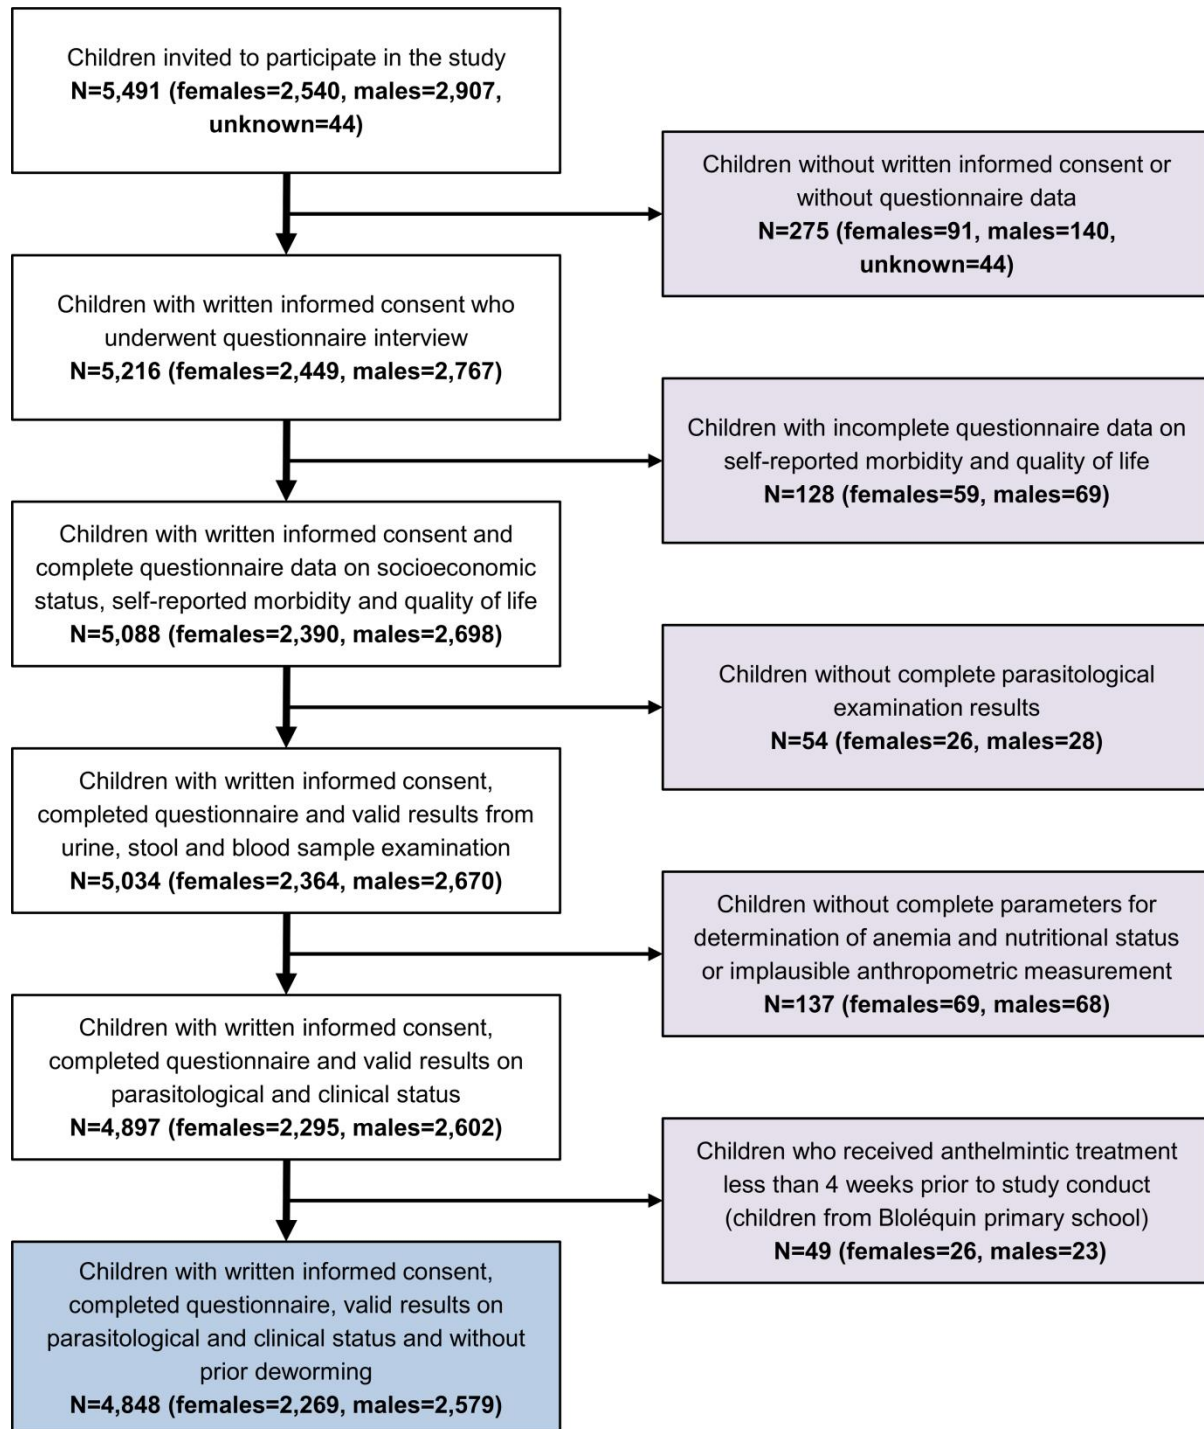 Children invited to participate in the study
N=5,491 (females=2,540, males=2,907,
unknown=44)
Children without written informed consent or
without questionnaire data
N=275 (females=91, males=140,
unknown=44)
Children with written informed consent who
underwent questionnaire interview
N=5,216 (females=2,449, males=2,767)
Children with incomplete questionnaire data on
self-reported morbidity and quality of life
N=128 (females=59, males=69)
Children with written informed consent and
complete questionnaire data on socioeconomic
status, self-reported morbidity and quality of life
N=5,088 (females=2,390, males=2,698)
Children without complete parasitological
examination results
N=54 (females=26, males=28)
Children with written informed consent,
completed questionnaire and valid results from
urine, stool and blood sample examination
N=5,034 (females=2,364, males=2,670)
Children without complete parameters for
determination of anemia and nutritional status
or implausible anthropometric measurement
N=137 (females=69, males=68)
Children with written informed consent,
completed questionnaire and valid results on
parasitological and clinical status
N=4,897 (females=2,295, males=2,602)
Children who received anthelmintic treatment
less than 4 weeks prior to study conduct
(children from Bloléquin primary school)
N=49 (females=26, males=23)
Children with written informed consent,
completed questionnaire, valid results on
parasitological and clinical status and without
prior deworming
N=4,848 (females=2,269, males=2,579)